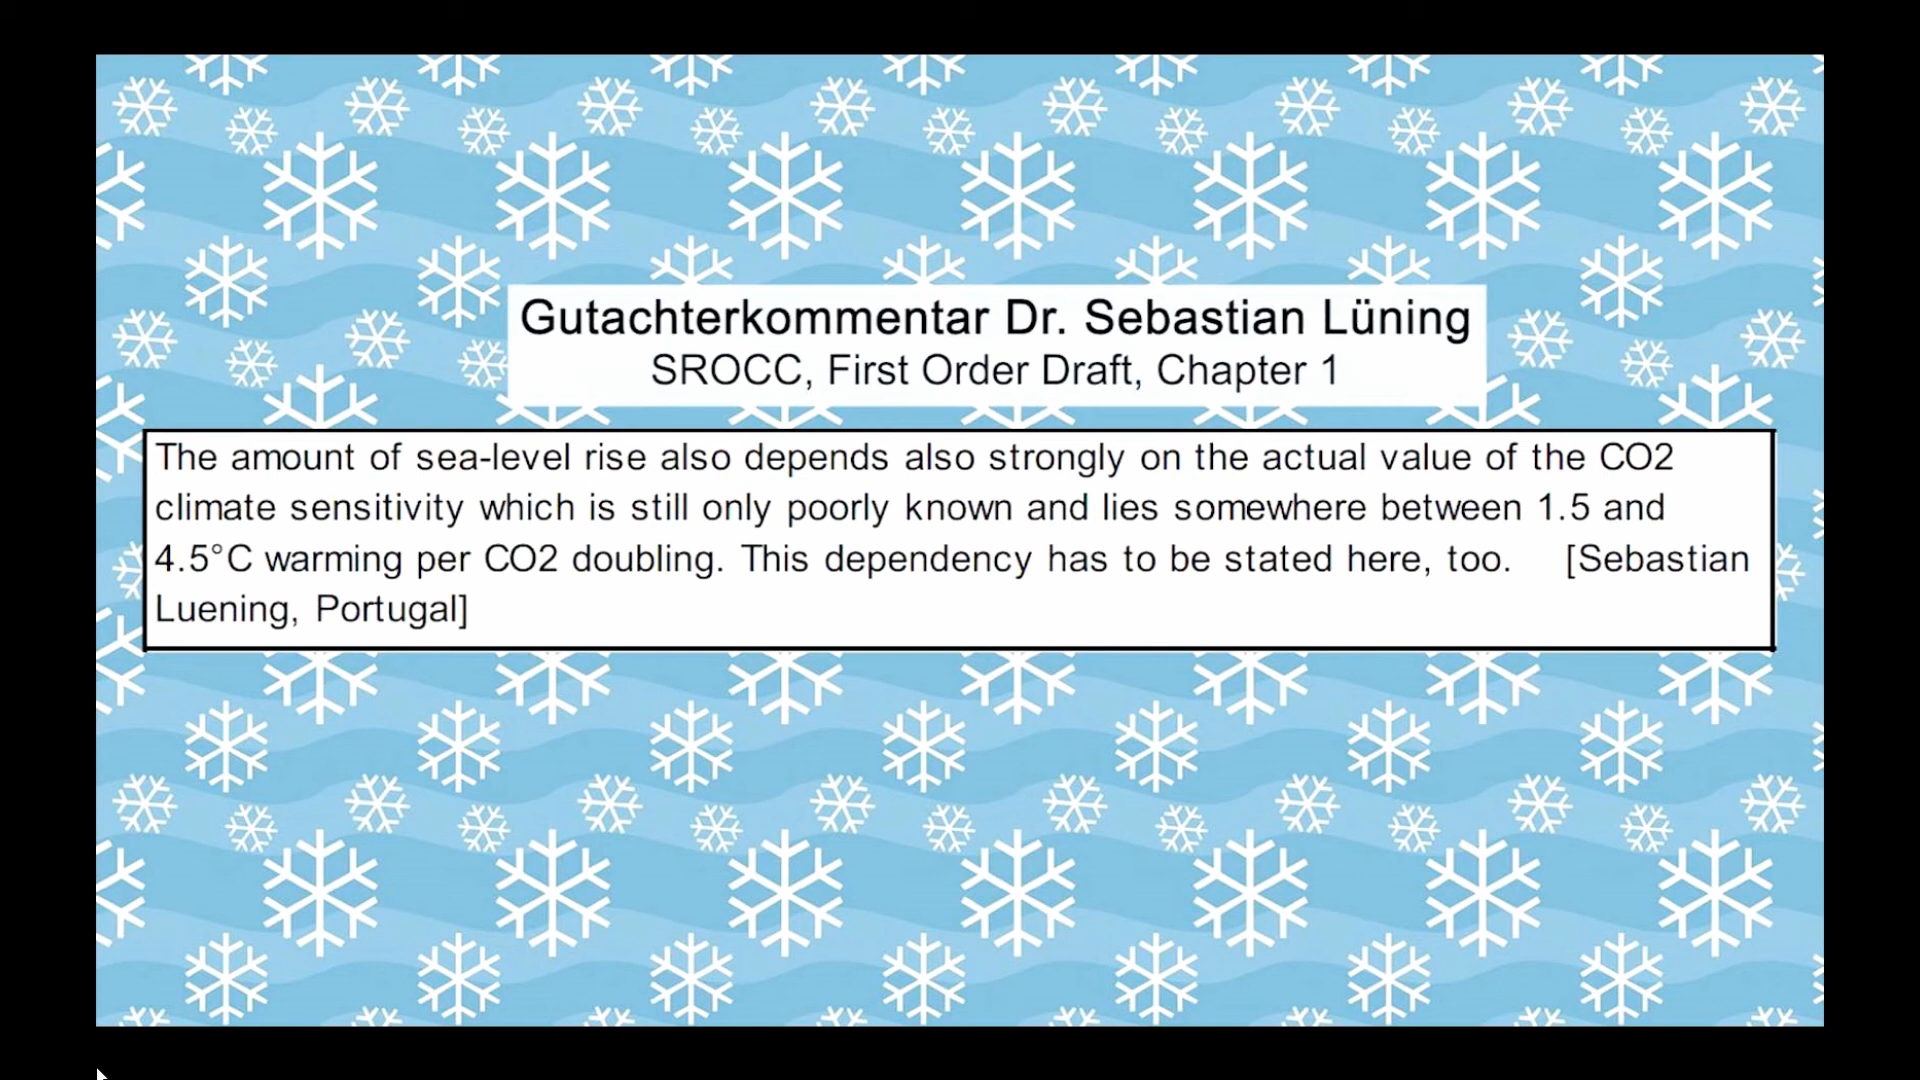 Gutachterkommentar Dr. Sebastian Lüning
SROCC, First Order Draft, Chapter 1
The amount of sea-level rise also depends also strongly on the actual value of the CO2
climate sensitivity which is still only poorly known and lies somewhere between 1.5 and
4.5°C warming per CO2 doubling. This dependency has to be stated here, too. [Sebastian
Luening, Portugal]